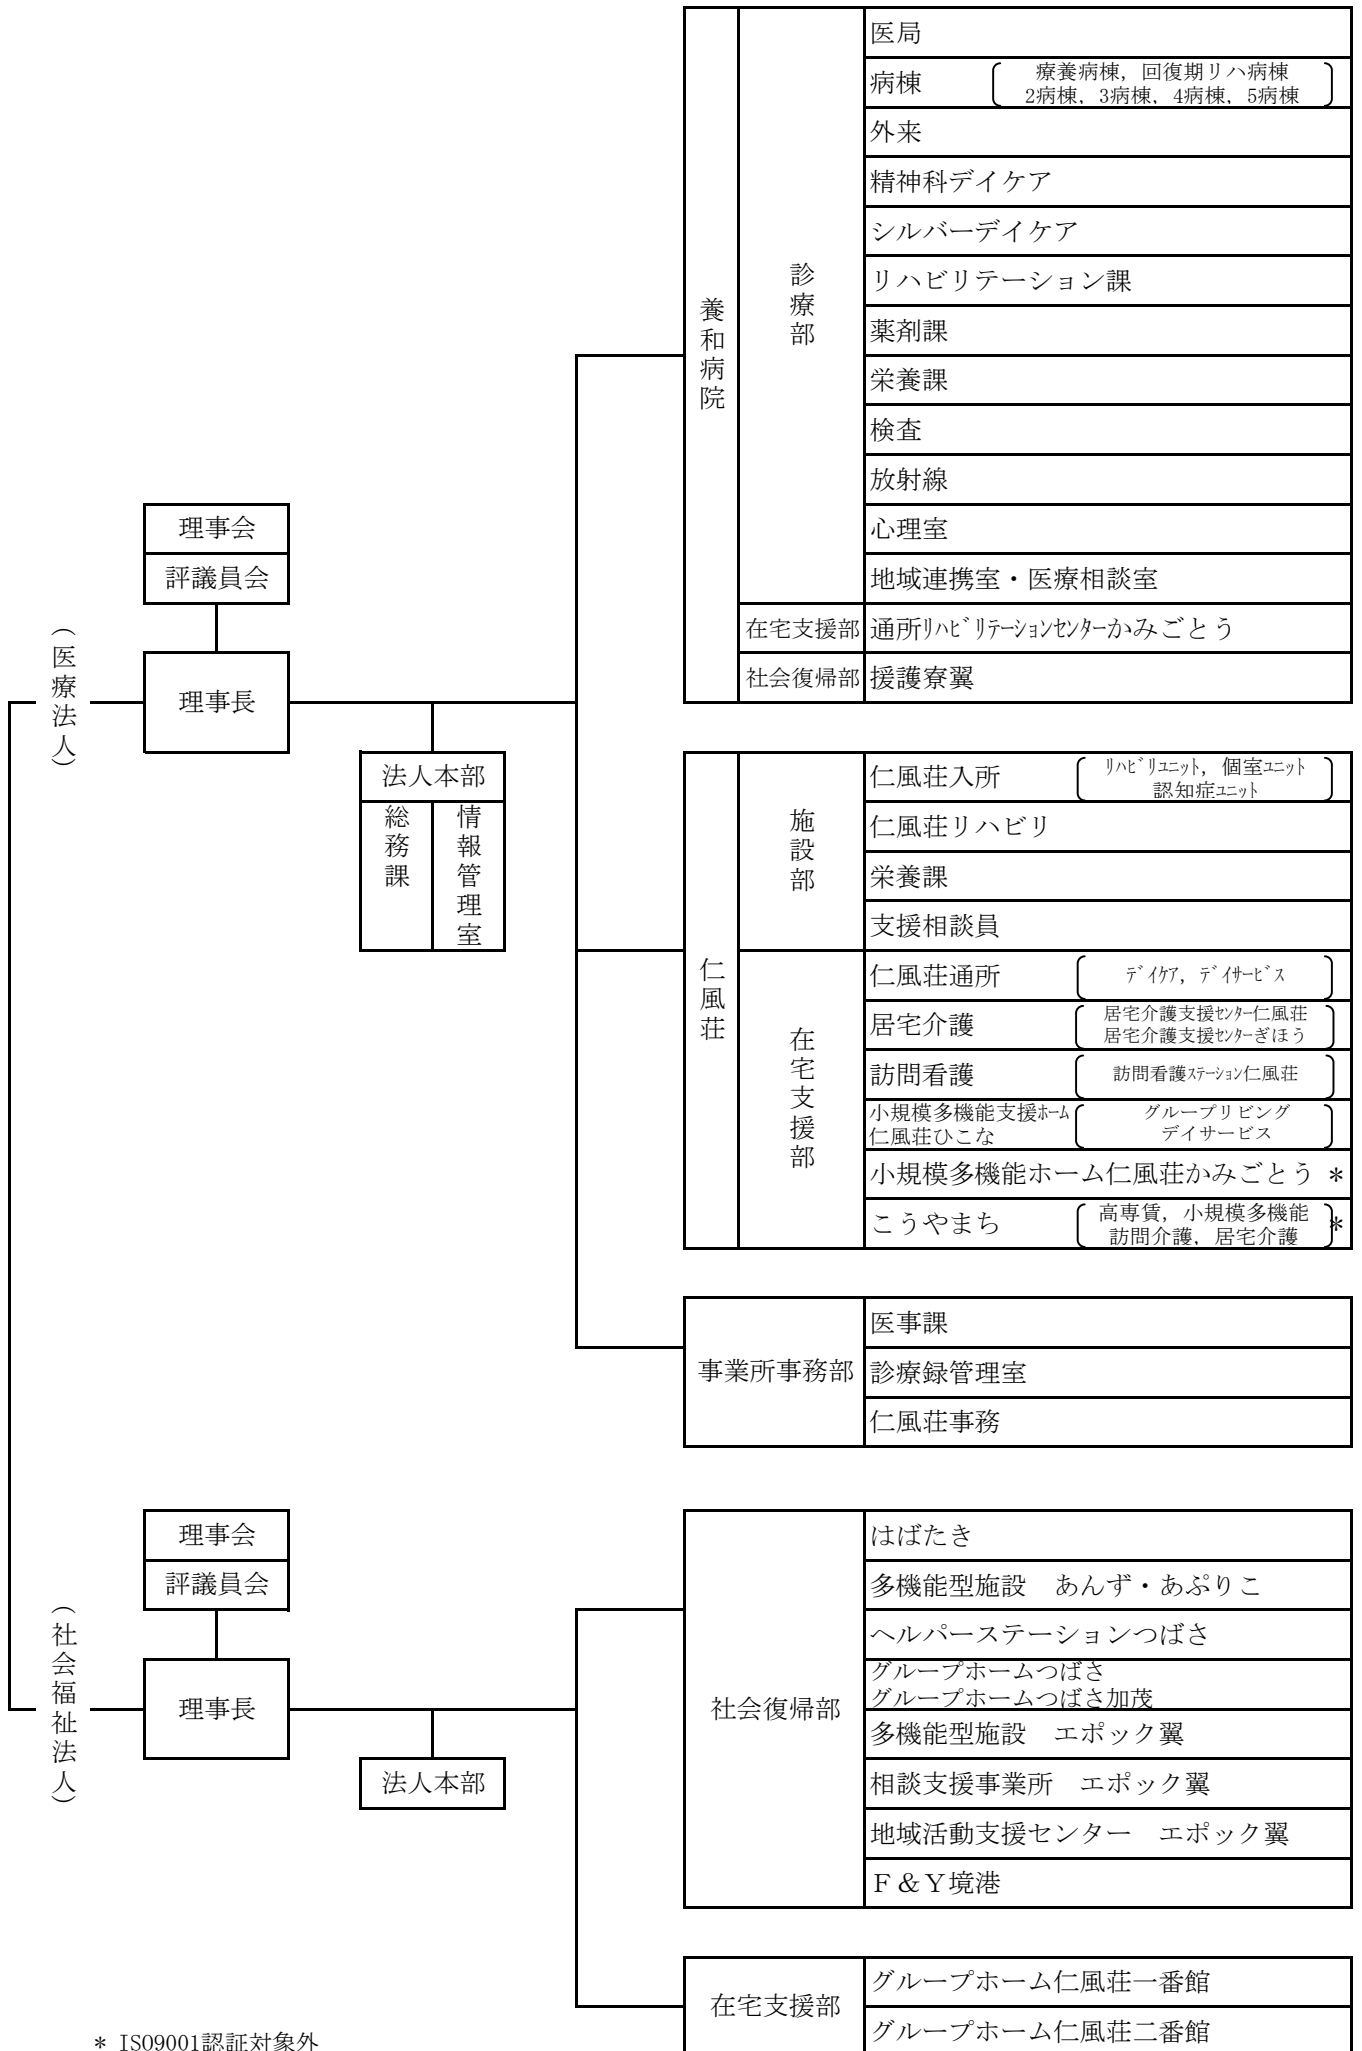 医局
病棟
療養病棟，回復期リハ病棟
2病棟，3病棟，4病棟，5病棟
外来
精神科デイケア
シルバーデイケア
リハビリテーション課
薬剤課
栄養課
検査
放射線
心理室
地域連携室・医療相談室
診療部
養和病院
在宅支援部
通所ﾘﾊﾋﾞﾘﾃｰｼｮﾝｾﾝﾀｰかみごとう
社会復帰部
援護寮翼
理事会
評議員会
理事長
（医療法人）
法人本部
総務課
情報管理室
仁風荘
施設部
仁風荘入所
ﾘﾊﾋﾞﾘﾕﾆｯﾄ，個室ﾕﾆｯﾄ
認知症ﾕﾆｯﾄ
仁風荘リハビリ
栄養課
支援相談員
在宅支援部
仁風荘通所
ﾃﾞｲｹｱ，ﾃﾞｲｻｰﾋﾞｽ
居宅介護
居宅介護支援ｾﾝﾀｰ仁風荘
居宅介護支援ｾﾝﾀｰぎほう
訪問看護
訪問看護ｽﾃｰｼｮﾝ仁風荘
小規模多機能支援ﾎｰﾑ
仁風荘ひこな
グループリビング
デイサービス
小規模多機能ホーム仁風荘かみごとう ＊
こうやまち
高専賃，小規模多機能
訪問介護，居宅介護
＊
事業所事務部
医事課
診療録管理室
仁風荘事務
理事会
評議員会
理事長
（社会福祉法人）
法人本部
社会復帰部
はばたき
多機能型施設　あんず・あぷりこ
ヘルパーステーションつばさ
グループホームつばさ
グループホームつばさ加茂
多機能型施設　エポック翼
相談支援事業所　エポック翼
地域活動支援センター　エポック翼
Ｆ＆Ｙ境港
在宅支援部
グループホーム仁風荘一番館
グループホーム仁風荘二番館
＊ ISO9001認証対象外